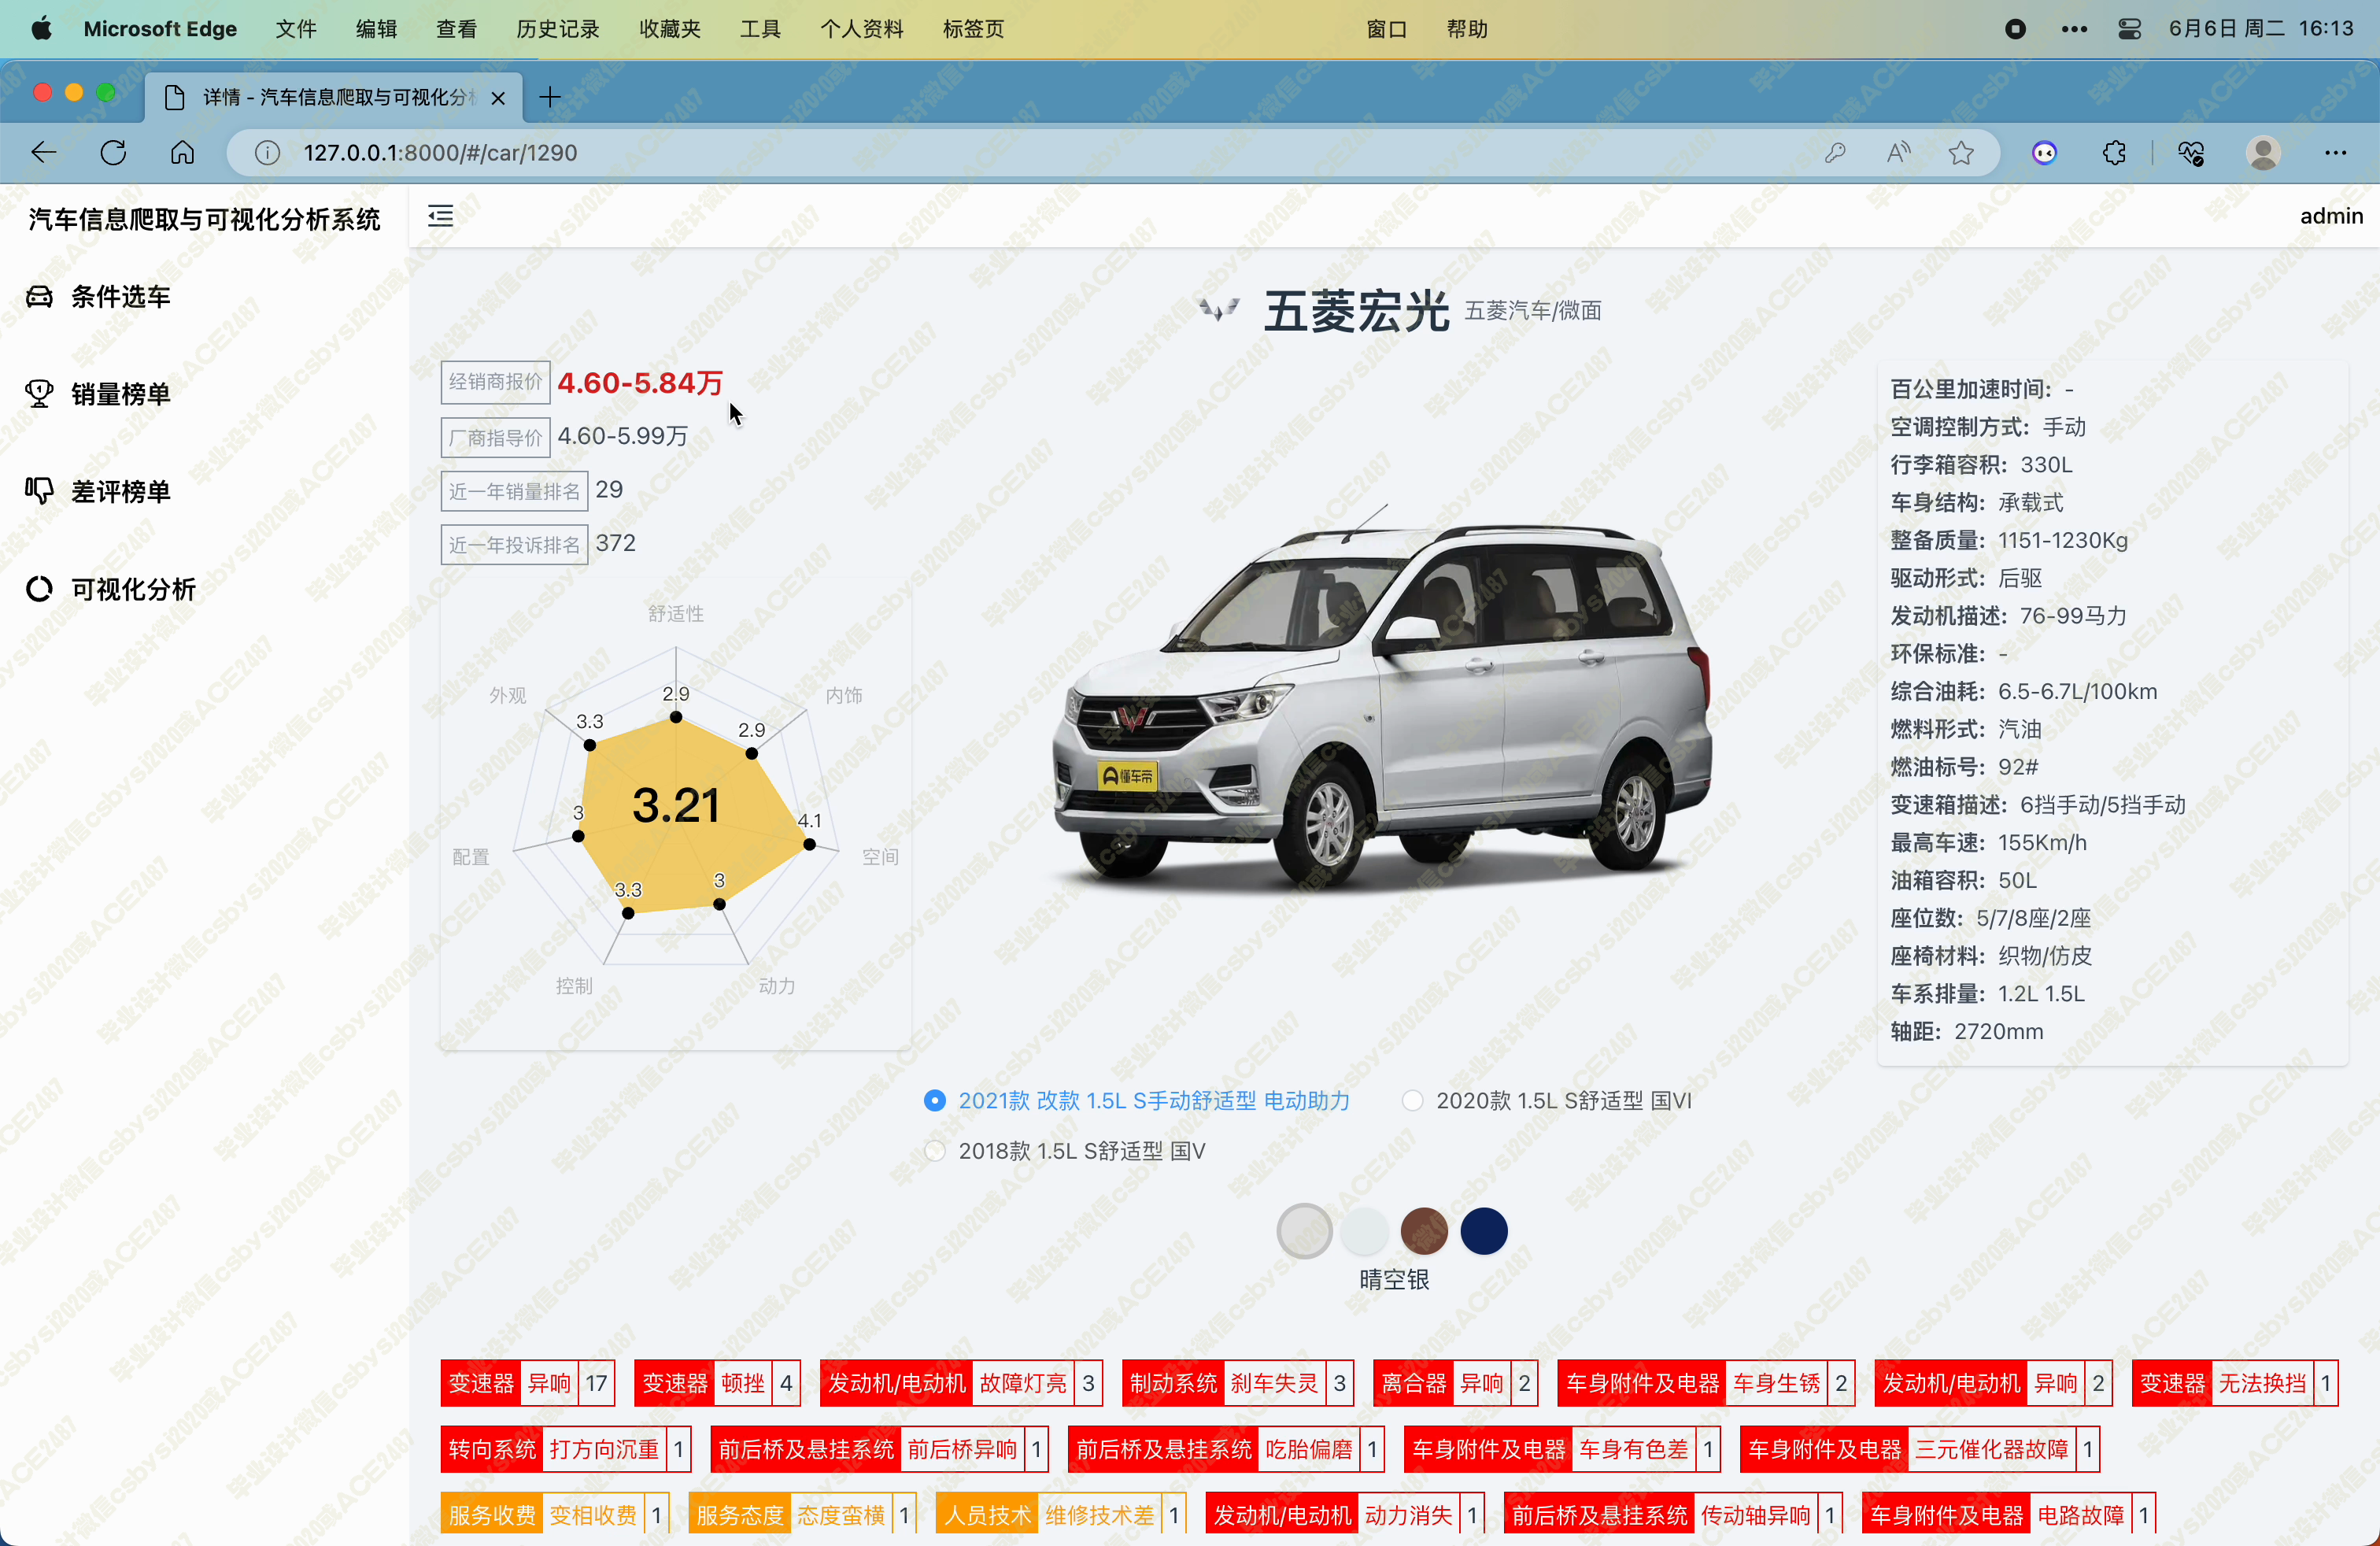 Microsoft Edge 文件 编辑 查看 历史记录 收藏夹 工具 个人资料 标签页 窗口 帮助 6月6日 周二 16:13
详情 - 汽车信息爬取与可视化分析
127.0.0.1:8000/#/car/1290
汽车信息爬取与可视化分析系统
admin
条件选车
销量榜单
差评榜单
可视化分析
五菱宏光 五菱汽车/微面
经销商报价 4.60-5.84万
厂商指导价 4.60-5.99万
近一年销量排名 29
近一年投诉排名 372
舒适性
外观
内饰
2.9
3.3
2.9
3.21
3
4.1
配置
空间
3.3
3
控制
动力
懂车帝
百公里加速时间: -
空调控制方式: 手动
行李箱容积: 330L
车身结构: 承载式
整备质量: 1151-1230Kg
驱动形式: 后驱
发动机描述: 76-99马力
环保标准: -
综合油耗: 6.5-6.7L/100km
燃料形式: 汽油
燃油标号: 92#
变速箱描述: 6挡手动/5挡手动
最高车速: 155Km/h
油箱容积: 50L
座位数: 5/7/8座/2座
座椅材料: 织物/仿皮
车系排量: 1.2L 1.5L
轴距: 2720mm
2021款 改款 1.5L S手动舒适型 电动助力 2020款 1.5L S舒适型 国VI
2018款 1.5L S舒适型 国V
晴空银
变速器 异响 17 变速器 顿挫 4 发动机/电动机 故障灯亮 3 制动系统 刹车失灵 3 离合器 异响 2 车身附件及电器 车身生锈 2 发动机/电动机 异响 2 变速器 无法换挡 1
转向系统 打方向沉重 1 前后桥及悬挂系统 前后桥异响 1 前后桥及悬挂系统 吃胎偏磨 1 车身附件及电器 车身有色差 1 车身附件及电器 三元催化器故障 1
服务收费 变相收费 1 服务态度 态度蛮横 1 人员技术 维修技术差 1 发动机/电动机 动力消失 1 前后桥及悬挂系统 传动轴异响 1 车身附件及电器 电路故障 1
毕业设计微信csbysj2020或ACE2487